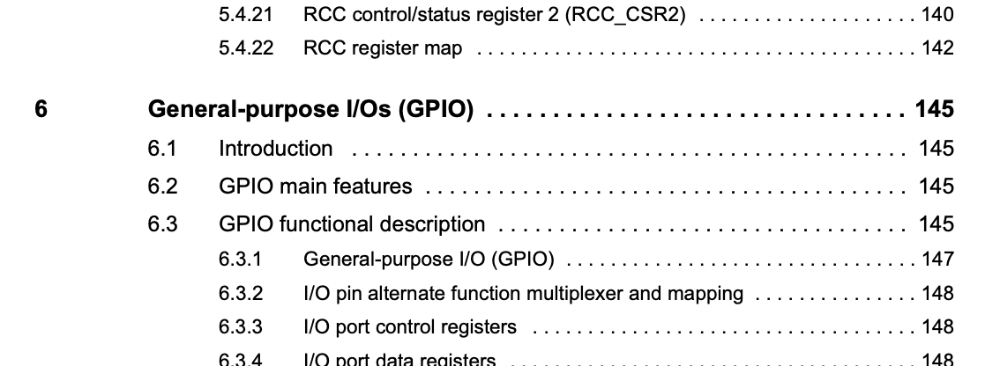 5.4.21 RCC control/status register 2 (RCC_CSR2) . . . . . . . . . . . . . . . . . . . . 140
5.4.22 RCC register map . . . . . . . . . . . . . . . . . . . . . . . . . . . . . . . . . . . . . . . . 142
6 General-purpose I/Os (GPIO) . . . . . . . . . . . . . . . . . . . . . . . . . . . . . . . . 145
6.1 Introduction . . . . . . . . . . . . . . . . . . . . . . . . . . . . . . . . . . . . . . . . . . . . . . 145
6.2 GPIO main features . . . . . . . . . . . . . . . . . . . . . . . . . . . . . . . . . . . . . . . . 145
6.3 GPIO functional description . . . . . . . . . . . . . . . . . . . . . . . . . . . . . . . . . . 145
6.3.1 General-purpose I/O (GPIO) . . . . . . . . . . . . . . . . . . . . . . . . . . . . . . . . 147
6.3.2 I/O pin alternate function multiplexer and mapping . . . . . . . . . . . . . . . 148
6.3.3 I/O port control registers . . . . . . . . . . . . . . . . . . . . . . . . . . . . . . . . . . . 148
6.3.4 I/O port data registers . . . . . . . . . . . . . . . . . . . . . . . . . . . . . . . . . . . . . 148